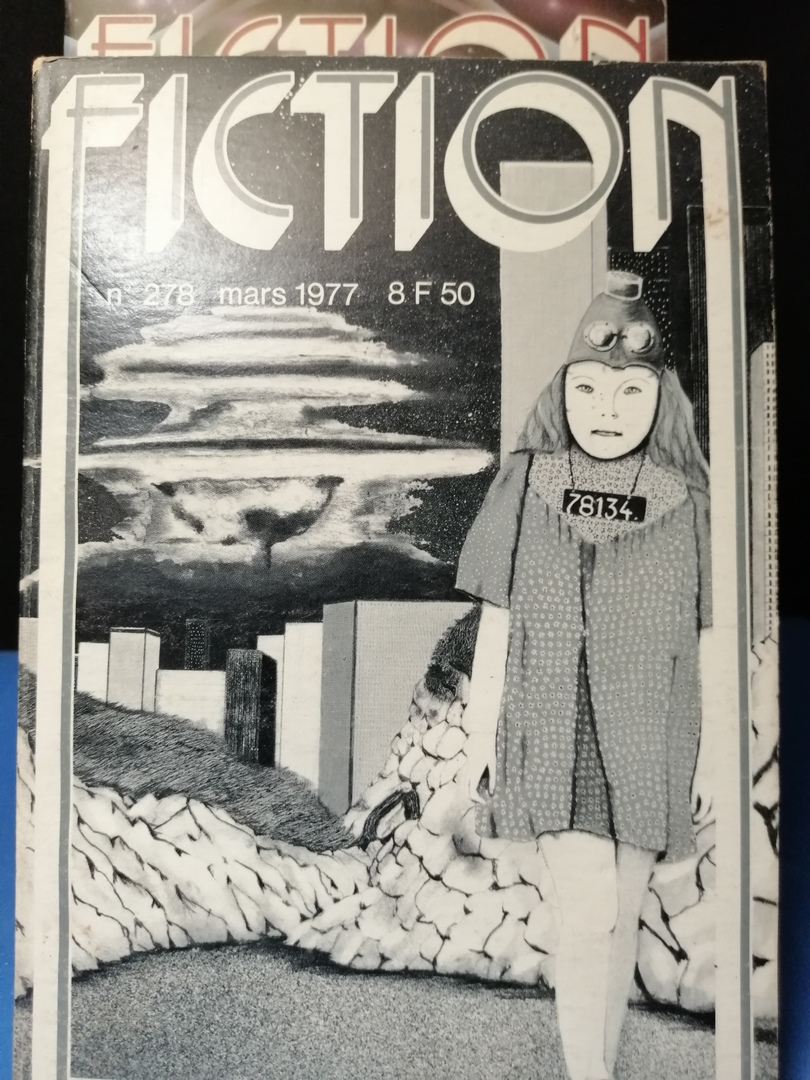 FICTION
FICTION
n° 278 mars 1977 8 F 50
78134.